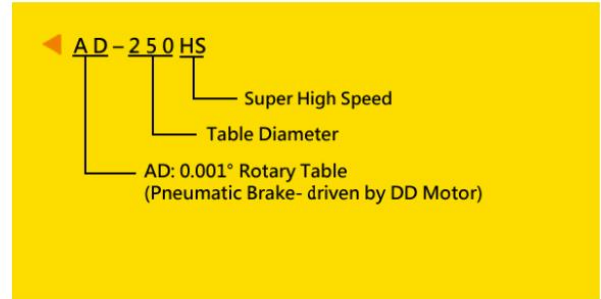 AD-250HS
Super High Speed
Table Diameter
AD: 0.001° Rotary Table
(Pneumatic Brake- driven by DD Motor)